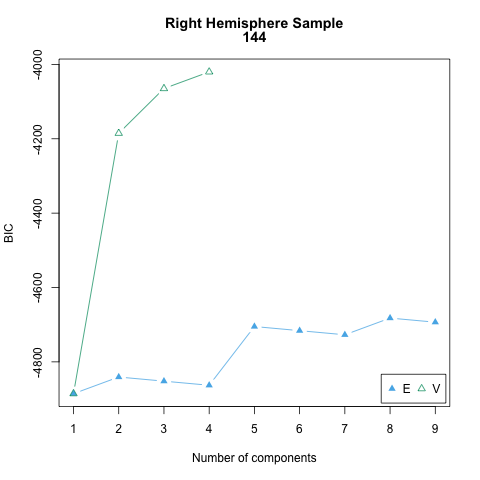 Right Hemisphere Sample
144
BIC
-4000
-4200
-4400
-4600
-4800
E V
1 2 3 4 5 6 7 8 9
Number of components